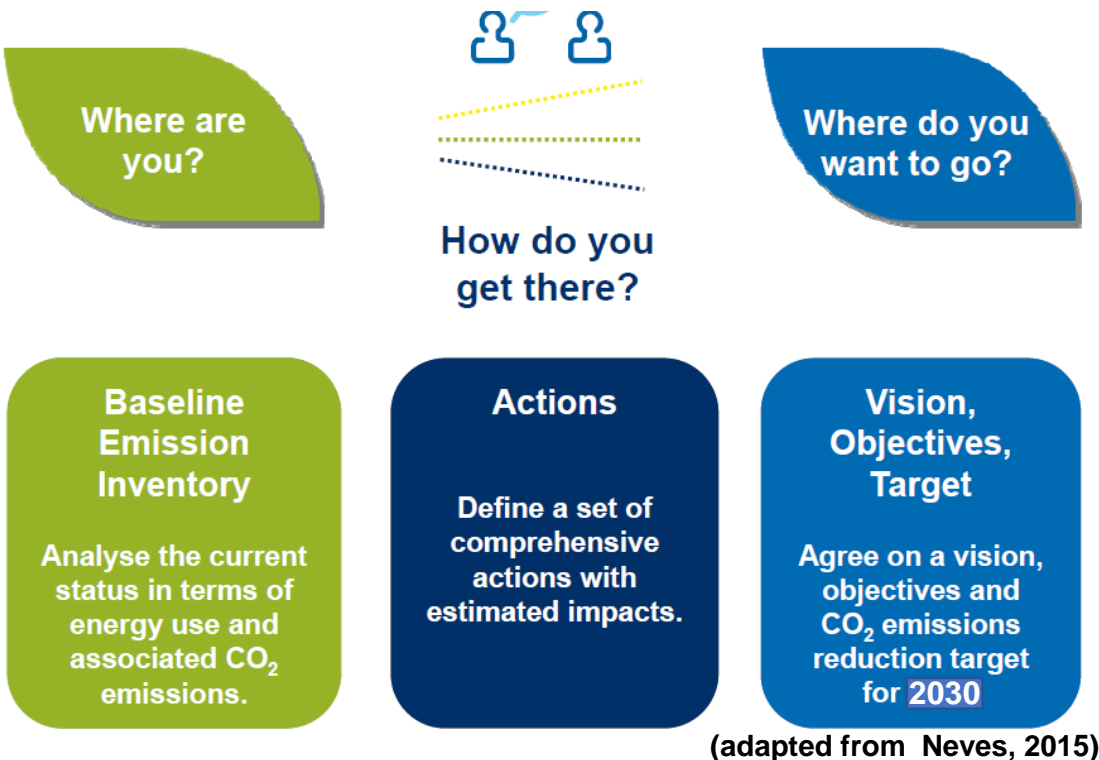 Where are
you?
How do you
get there?
Where do you
want to go?
Baseline
Emission
Inventory
Analyse the current
status in terms of
energy use and
associated CO₂
emissions.
Actions
Define a set of
comprehensive
actions with
estimated impacts.
Vision,
Objectives,
Target
Agree on a vision,
objectives and
CO₂ emissions
reduction target
for 2030
(adapted from Neves, 2015)